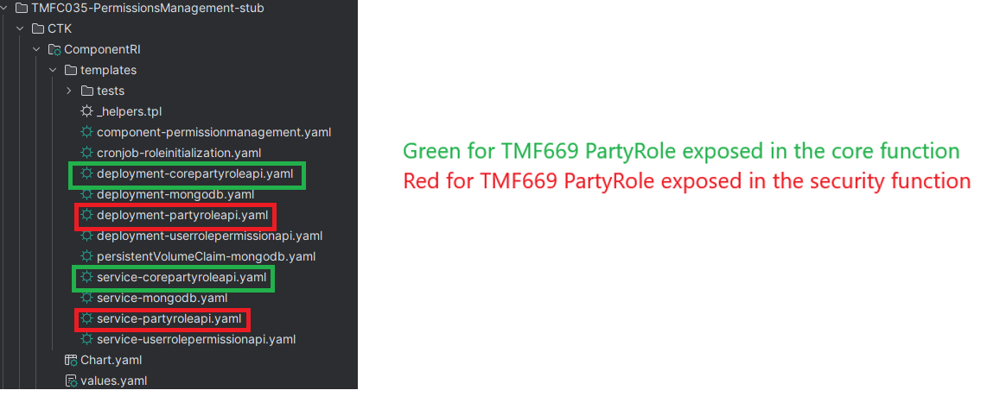 TMFC035-PermissionsManagement-stub
CTK
ComponentRI
templates
tests
_helpers.tpl
component-permissionmanagement.yaml
cronjob-roleinitialization.yaml
deployment-corepartyroleapi.yaml
deployment-mongodb.yaml
deployment-partyroleapi.yaml
deployment-userrolepermissionapi.yaml
persistentVolumeClaim-mongodb.yaml
service-corepartyroleapi.yaml
service-mongodb.yaml
service-partyroleapi.yaml
service-userrolepermissionapi.yaml
Chart.yaml
values.yaml
Green for TMF669 PartyRole exposed in the core function
Red for TMF669 PartyRole exposed in the security function